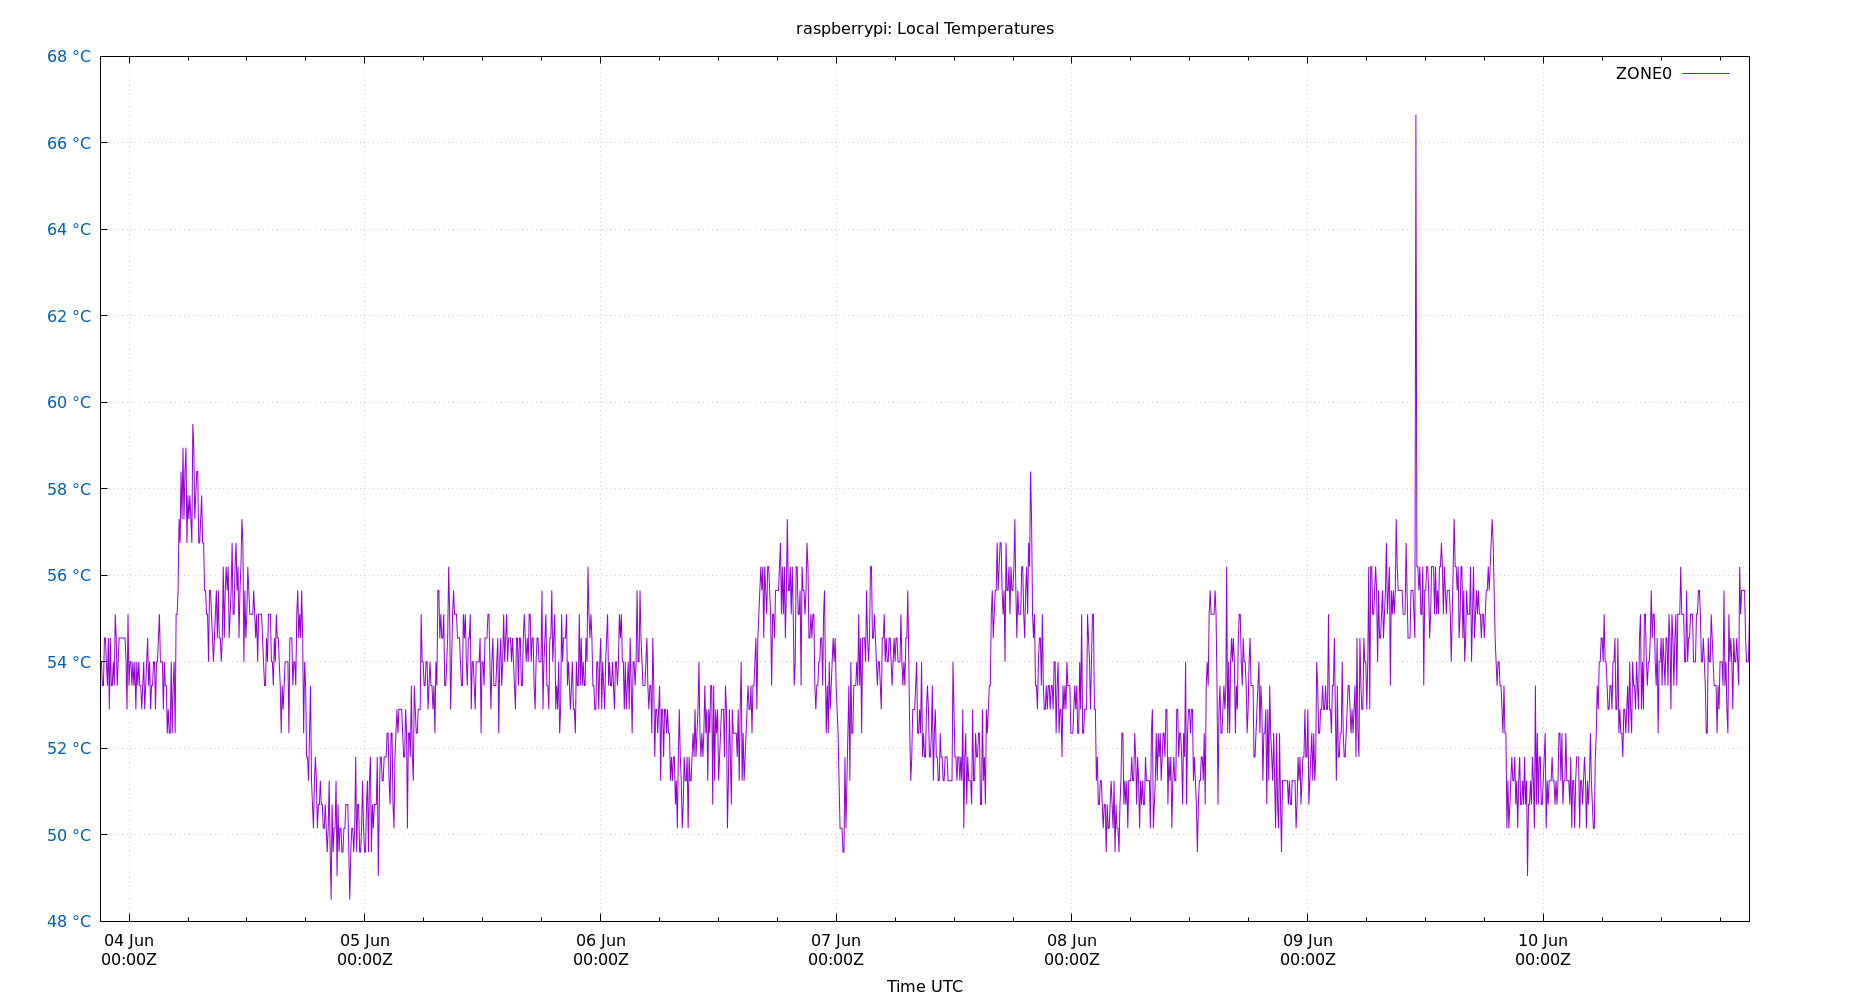 raspberrypi: Local Temperatures
68 °C
ZONE0
66 °C
64 °C
62 °C
60 °C
58 °C
56 °C
54 °C
52 °C
50 °C
48 °C
04 Jun 05 Jun 06 Jun 07 Jun 08 Jun 09 Jun 10 Jun
00:00Z 00:00Z 00:00Z 00:00Z 00:00Z 00:00Z 00:00Z
Time UTC